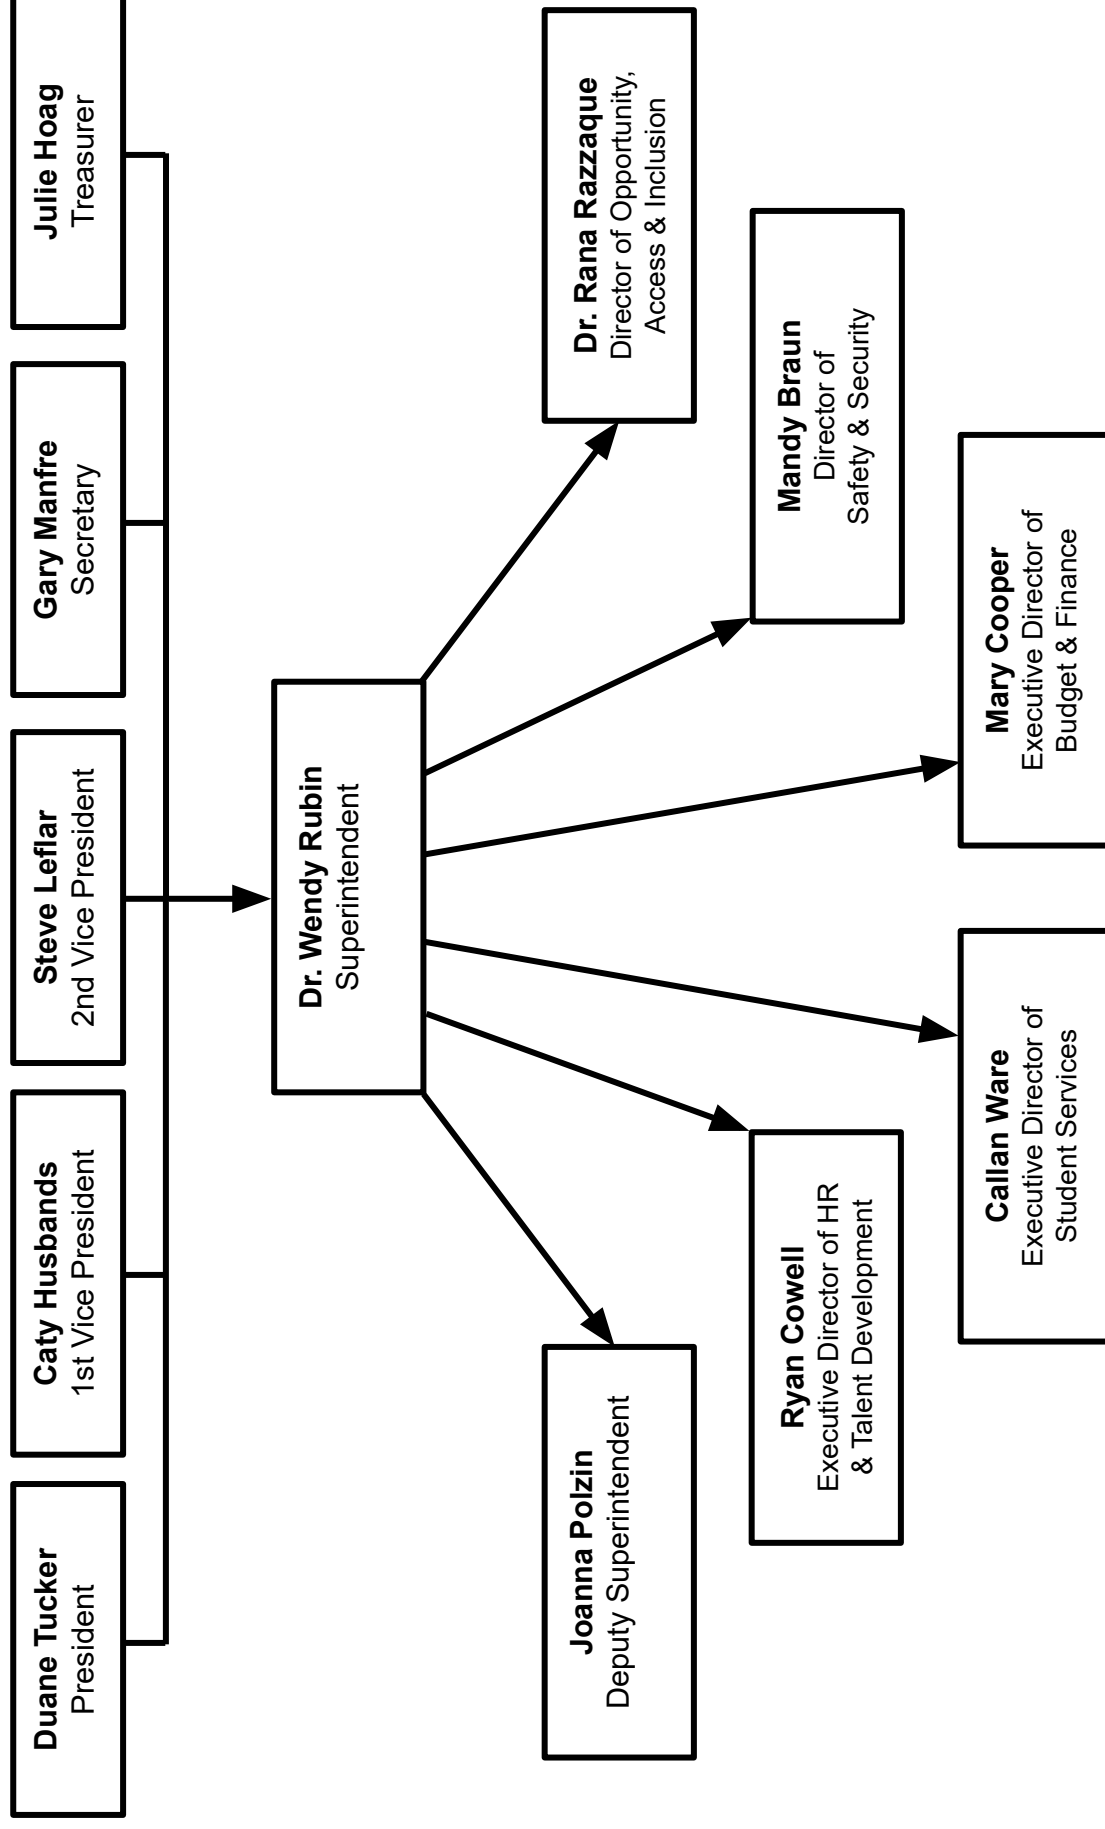 Duane Tucker
President
Caty Husbands
1st Vice President
Steve Leflar
2nd Vice President
Gary Manfre
Secretary
Julie Hoag
Treasurer
Dr. Wendy Rubin
Superintendent
Joanna Polzin
Deputy Superintendent
Dr. Rana Razzaque
Director of Opportunity,
Access & Inclusion
Ryan Cowell
Executive Director of HR
& Talent Development
Mandy Braun
Director of
Safety & Security
Callan Ware
Executive Director of
Student Services
Mary Cooper
Executive Director of
Budget & Finance